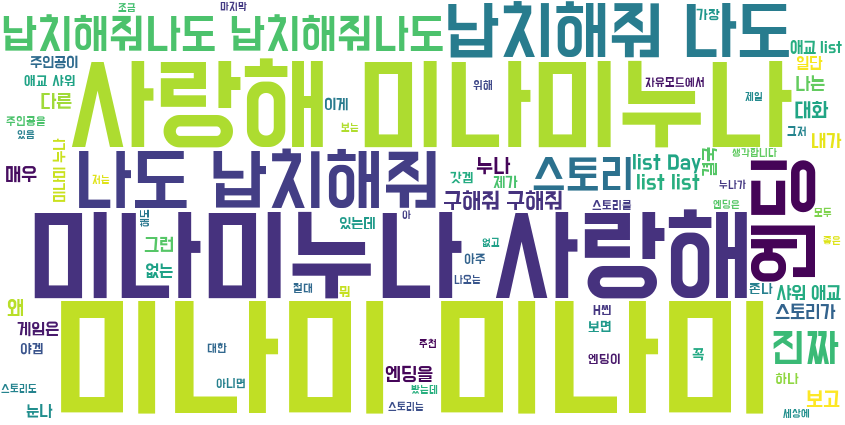 조금
마지막
납치해줘나도 납치해줘나도
납치해줘 나도
가장
애교 list
주인공이
애교 샤워
사랑해 미나미누나
일단
다른
위해
자유모드에서
나는
이게
제일
대화
주인공을
있음
보는
그저
내가
미나미 누나
매우
저는
나도 납치해줘
갓겜
누나
제가
스토리
list Day
list list
결국
생각합니다
누나가
엔딩
구해줘 구해줘
스토리를
엔딩은
모두
미나미누나 사랑해
있는데
아
그런
없고
같은
없는
아주
나오는
절대
뭐
존나
샤워 애교
왜
미나미 미나미
H씬
스토리가
게임은
보면
야겜
대한
추천
엔딩이
꼭
진짜
아니면
엔딩을
하나
스토리도
봤는데
보고
눈나
스토리는
세상에